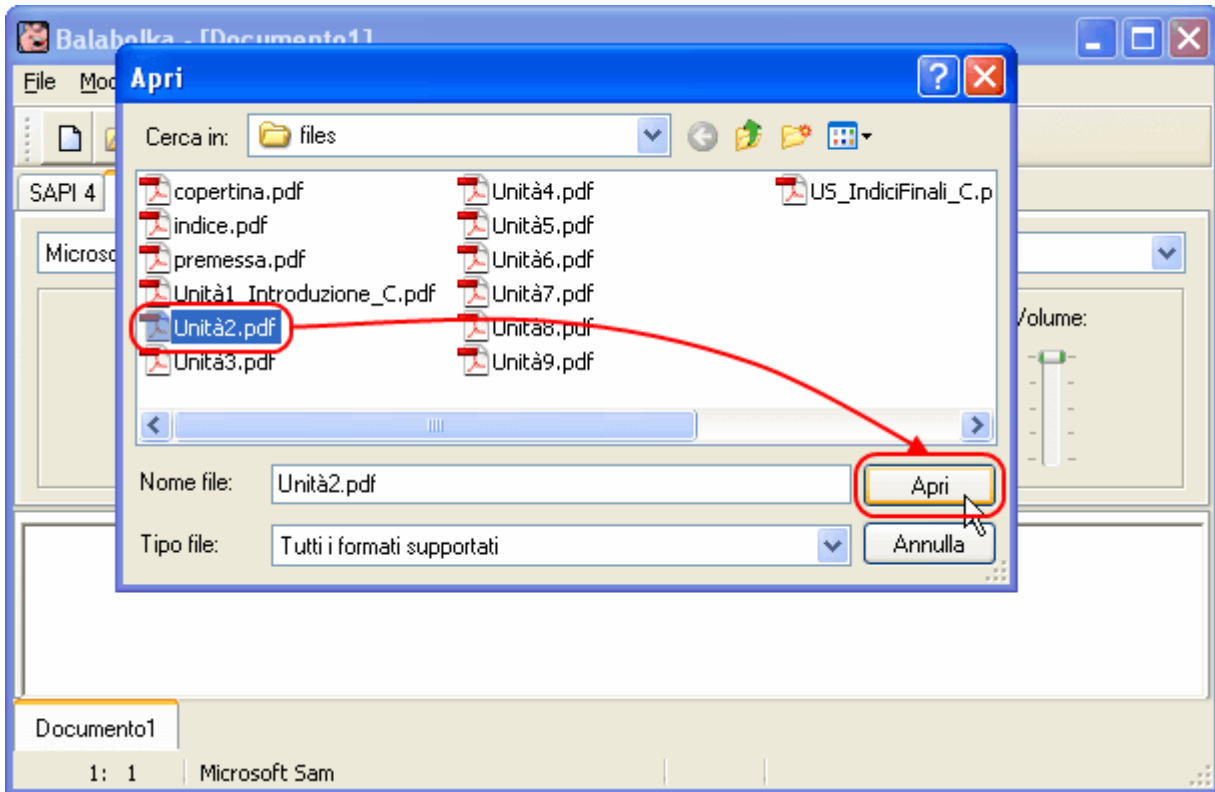 Balabolka - [Documento1]
File Mod
Apri
Cerca in: files
SAPI 4
copertina.pdf
indice.pdf
premessa.pdf
Unità1_Introduzione_C.pdf
Unità2.pdf
Unità3.pdf
Unità4.pdf
Unità5.pdf
Unità6.pdf
Unità7.pdf
Unità8.pdf
Unità9.pdf
US_IndiciFinali_C.p
Microso
Volume:
Nome file: Unità2.pdf
Apri
Tipo file: Tutti i formati supportati
Annulla
Documento1
1: 1 Microsoft Sam